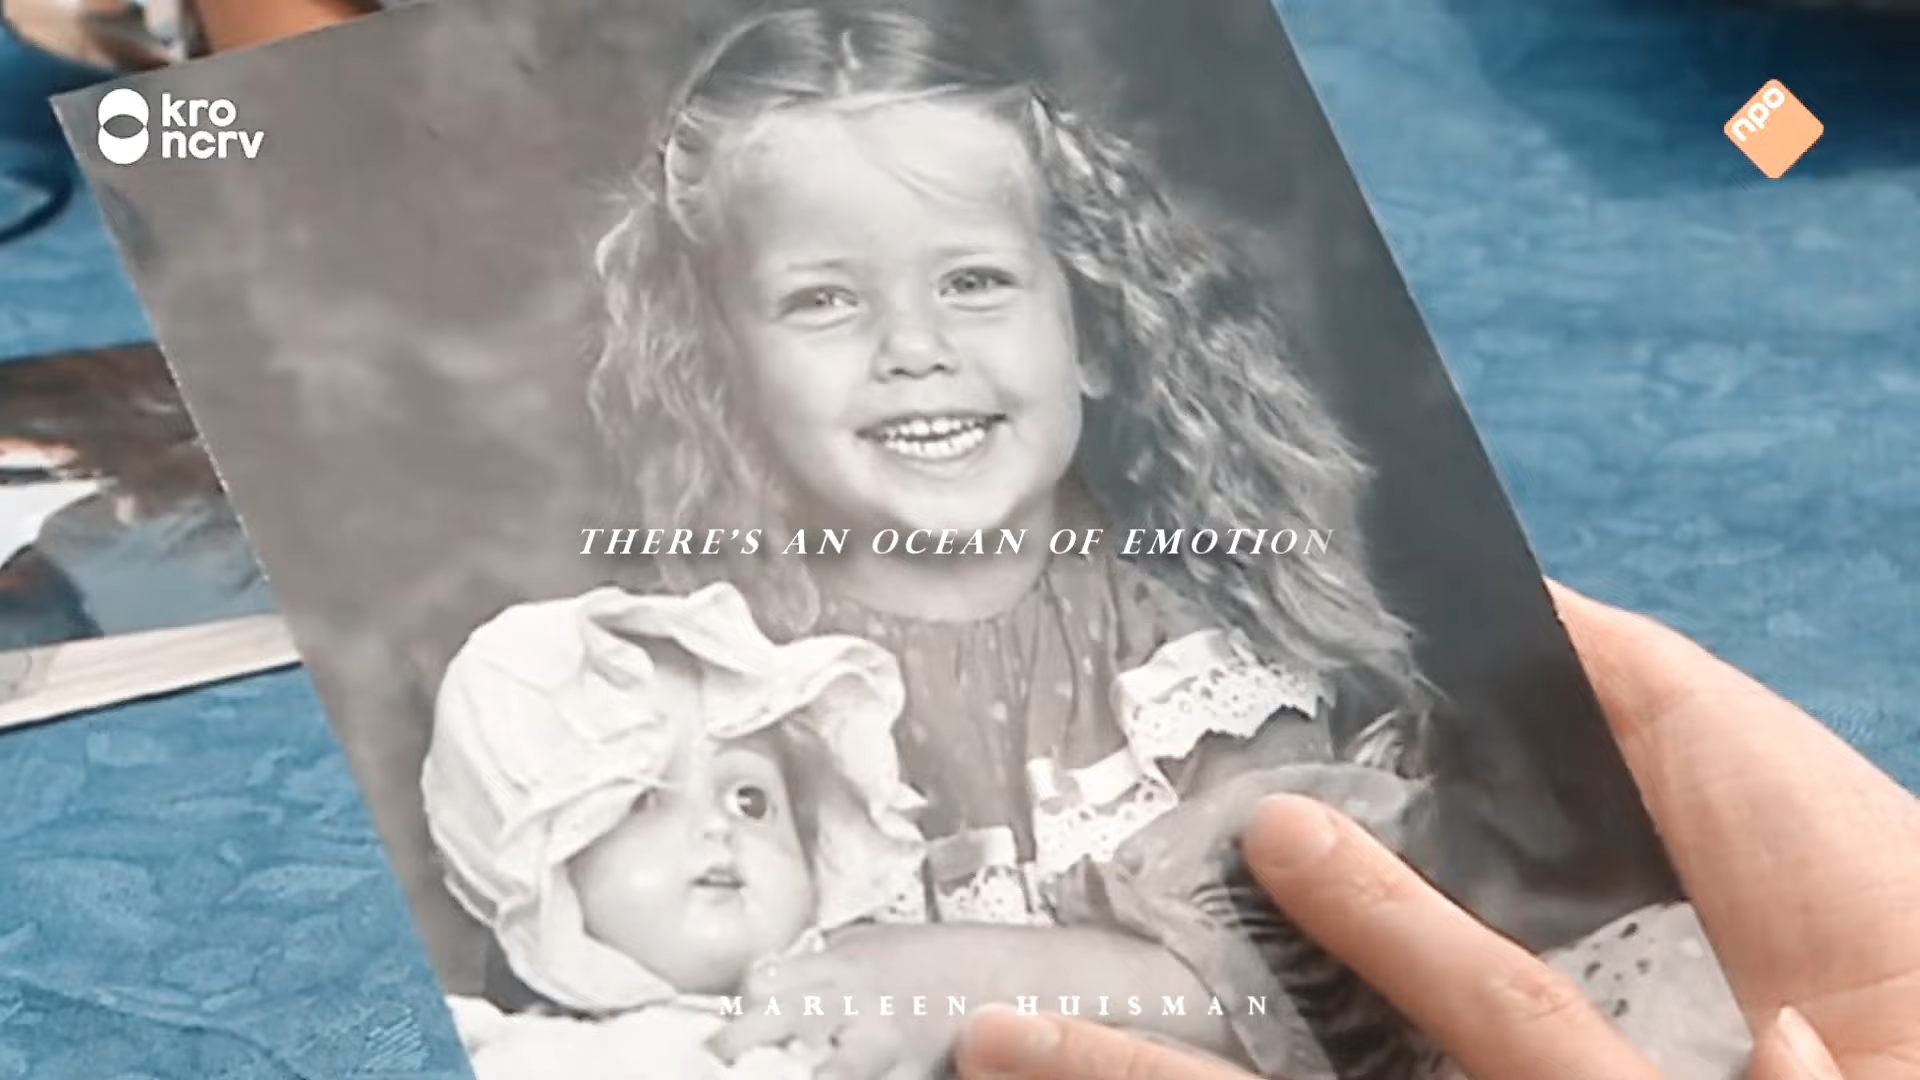 kro
ncrv
npo
THERE'S AN OCEAN OF EMOTION
MARLEEN HUISMAN